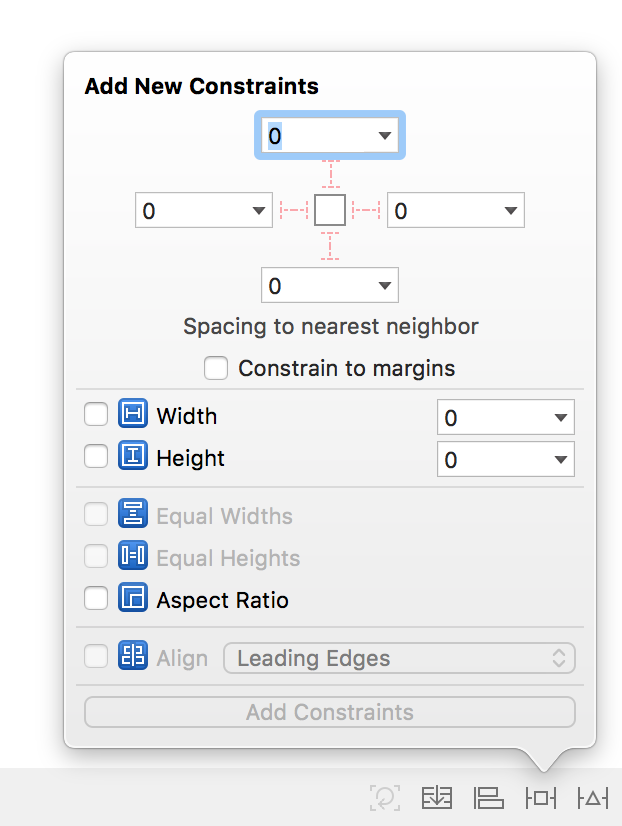 Add New Constraints
0
0 0
0
Spacing to nearest neighbor
Constrain to margins
Width 0
Height 0
Equal Widths
Equal Heights
Aspect Ratio
Align Leading Edges
Add Constraints